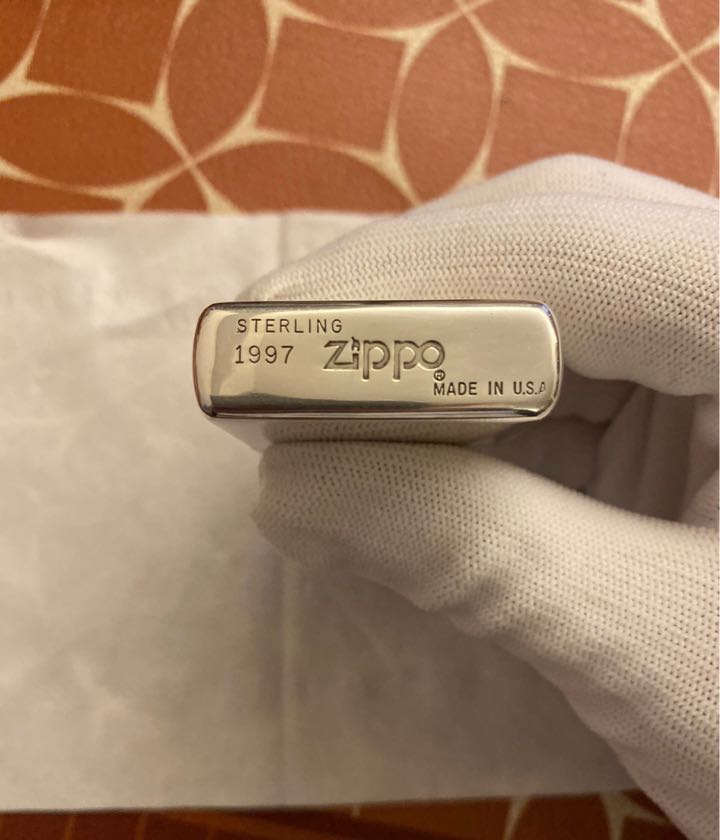 STERLING
1997 Zippo
®
MADE IN U.S.A